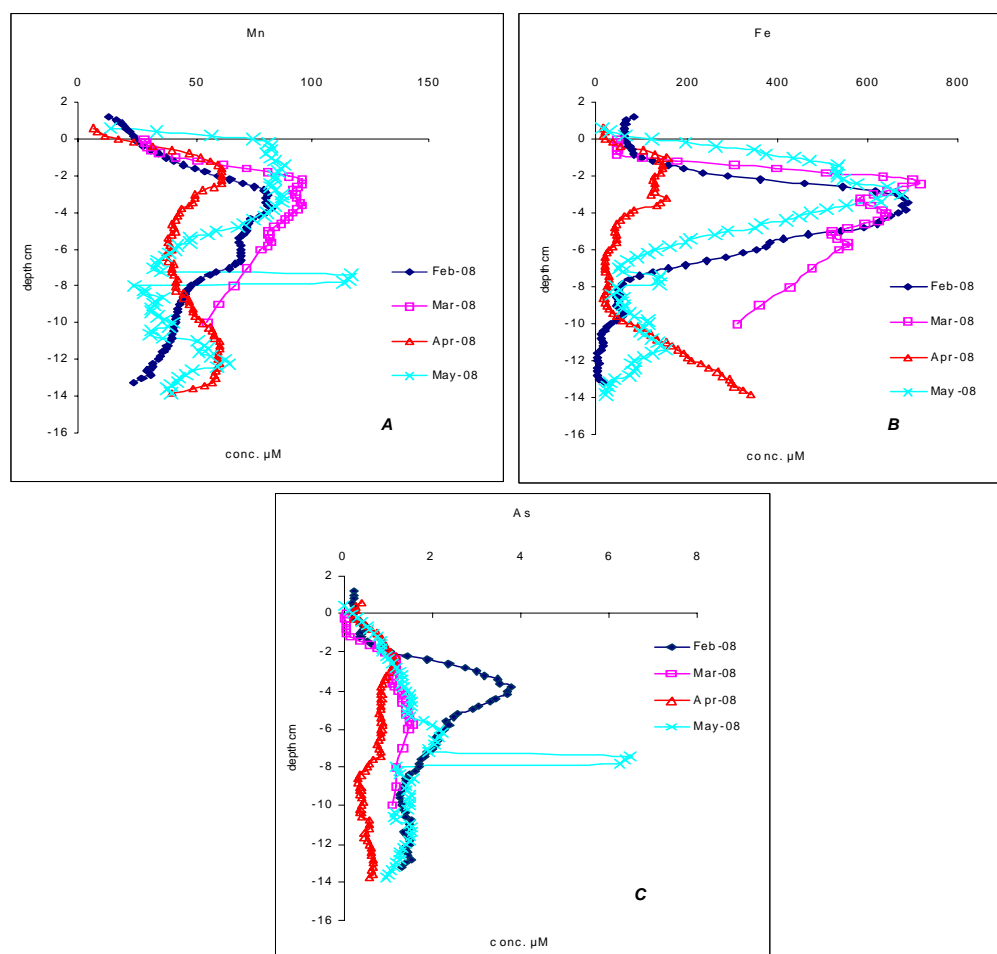 Mn
0 50 100 150
2
0
-2
-4
-6
-8
-10
-12
-14
-16
depth cm
conc. µM
Feb-08
Mar-08
Apr-08
May-08
A
Fe
0 200 400 600 800
2
0
-2
-4
-6
-8
-10
-12
-14
-16
depth cm
conc. µM
Feb-08
Mar-08
Apr-08
May-08
B
As
0 2 4 6 8
2
0
-2
-4
-6
-8
-10
-12
-14
-16
depth cm
conc. µM
Feb-08
Mar-08
Apr-08
May-08
C